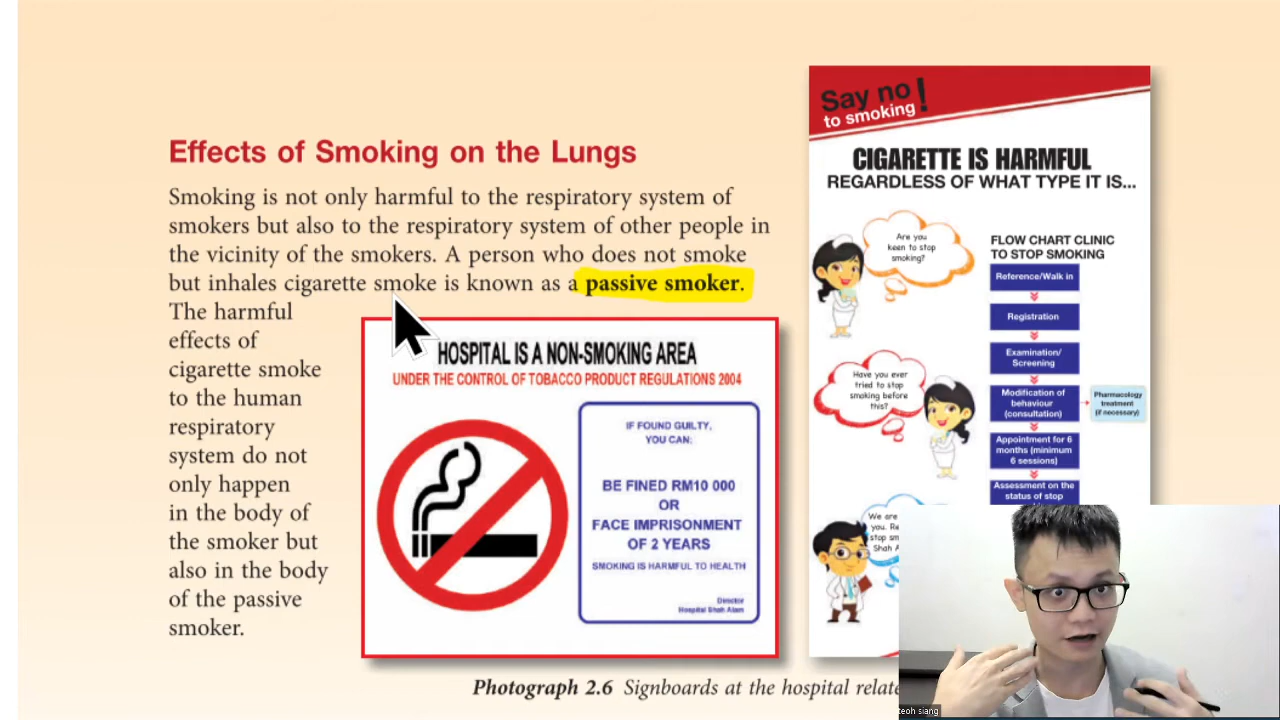 Effects of Smoking on the Lungs
Smoking is not only harmful to the respiratory system of
smokers but also to the respiratory system of other people in
the vicinity of the smokers. A person who does not smoke
but inhales cigarette smoke is known as a passive smoker.
The harmful
effects of
cigarette smoke
to the human
respiratory
system do not
only happen
in the body of
the smoker but
also in the body
of the passive
smoker.
HOSPITAL IS A NON-SMOKING AREA
UNDER THE CONTROL OF TOBACCO PRODUCT REGULATIONS 2004
IF FOUND GUILTY,
YOU CAN:
BE FINED RM10 000
OR
FACE IMPRISONMENT
OF 2 YEARS
SMOKING IS HARMFUL TO HEALTH
Director
Hospital Shah Alam
Photograph 2.6 Signboards at the hospital relate
Say no!
to smoking
CIGARETTE IS HARMFUL
REGARDLESS OF WHAT TYPE IT IS...
Are you
keen to stop
smoking?
Have you ever
tried to stop
smoking before
this?
We are
you. Re
stop sm
Shah A
FLOW CHART CLINIC
TO STOP SMOKING
Reference/Walk in
Registration
Examination/
Screening
Modification of
behaviour
(consultation)
Pharmacology
treatment
(if necessary)
Appointment for 6
months (minimum
6 sessions)
Assessment on the
status of stop
teoh siang